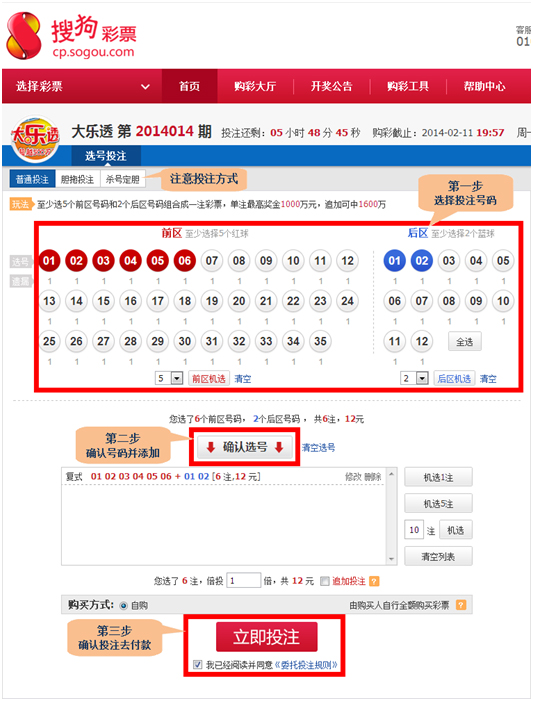 搜狗彩票
cp.sogou.com
客服
01
选择彩票 首页 购彩大厅 开奖公告 购彩工具 帮助中心
大乐透
大乐透 第 2014014 期 投注还剩：05 小时 48 分 45 秒 购彩截止：2014-02-11 19:57 周一
选号投注
普通投注 胆拖投注 杀号定胆 注意投注方式
第一步
选择投注号码
玩法 至少选5个前区号码和2个后区号码组合成一注彩票，单注最高奖金1000万元，追加可中1600万
前区 至少选择5个红球 后区 至少选择2个蓝球
选号 01 02 03 04 05 06 07 08 09 10 11 12 01 02 03 04 05
遗漏 1 1 1 1 1 1 1 1 1 1 1 1 1 1 1 1 1
13 14 15 16 17 18 19 20 21 22 23 24 06 07 08 09 10
1 1 1 1 1 1 1 1 1 1 1 1 1 1 1 1 1
25 26 27 28 29 30 31 32 33 34 35 11 12 全选
1 1 1 1 1 1 1 1 1 1 1 1 1
5 前区机选 清空 2 后区机选 清空
您选了6个前区号码，2个后区号码，共6注，12元
第二步
确认号码并添加
确认选号 清空选号
复式 01 02 03 04 05 06 + 01 02 [6 注,12 元] 修改 删除
机选1注
机选5注
10 注 机选
清空列表
您选了 6 注，倍投 1 倍，共 12 元 追加投注 ?
购买方式： 自购 由购买人自行全额购买彩票 ?
第三步
确认投注去付款
立即投注
我已经阅读并同意《委托投注规则》